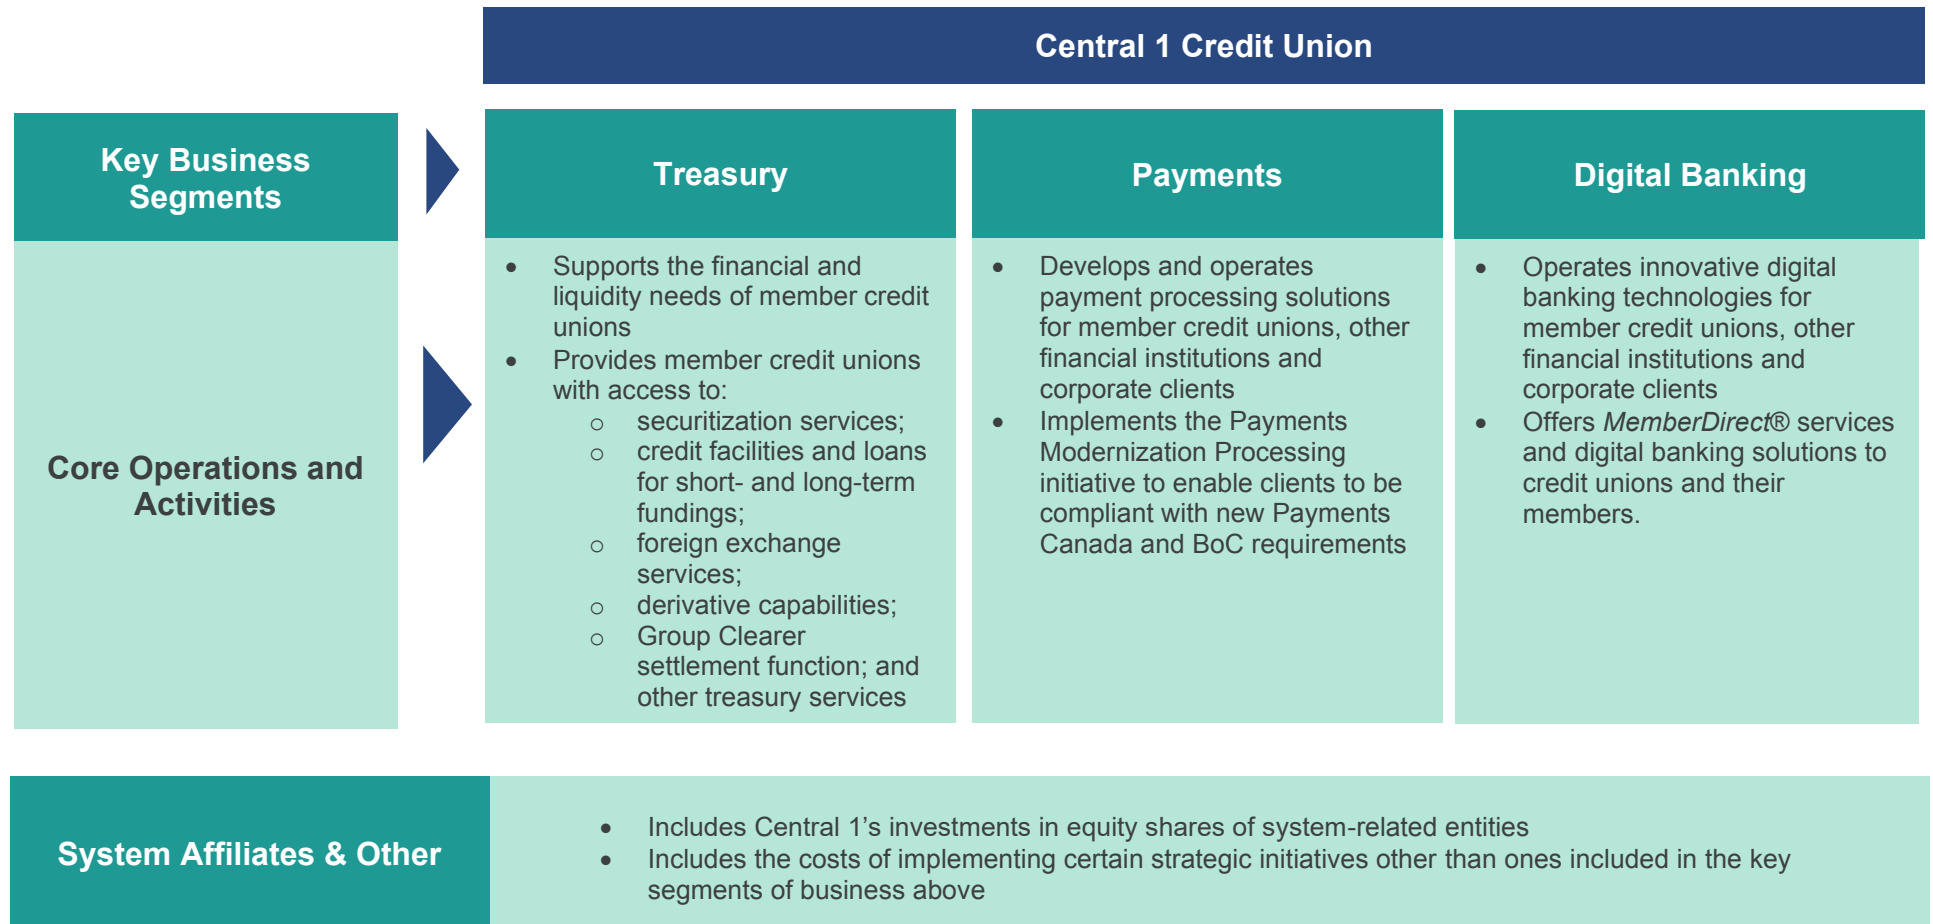 Central 1 Credit Union
Key Business
Segments
Treasury
Payments
Digital Banking
Core Operations and
Activities
• Supports the financial and
liquidity needs of member credit
unions
• Provides member credit unions
with access to:
o securitization services;
o credit facilities and loans
for short- and long-term
fundings;
o foreign exchange
services;
o derivative capabilities;
o Group Clearer
settlement function; and
other treasury services
• Develops and operates
payment processing solutions
for member credit unions, other
financial institutions and
corporate clients
• Implements the Payments
Modernization Processing
initiative to enable clients to be
compliant with new Payments
Canada and BoC requirements
• Operates innovative digital
banking technologies for
member credit unions, other
financial institutions and
corporate clients
• Offers MemberDirect® services
and digital banking solutions to
credit unions and their
members.
System Affiliates & Other
• Includes Central 1’s investments in equity shares of system-related entities
• Includes the costs of implementing certain strategic initiatives other than ones included in the key
segments of business above